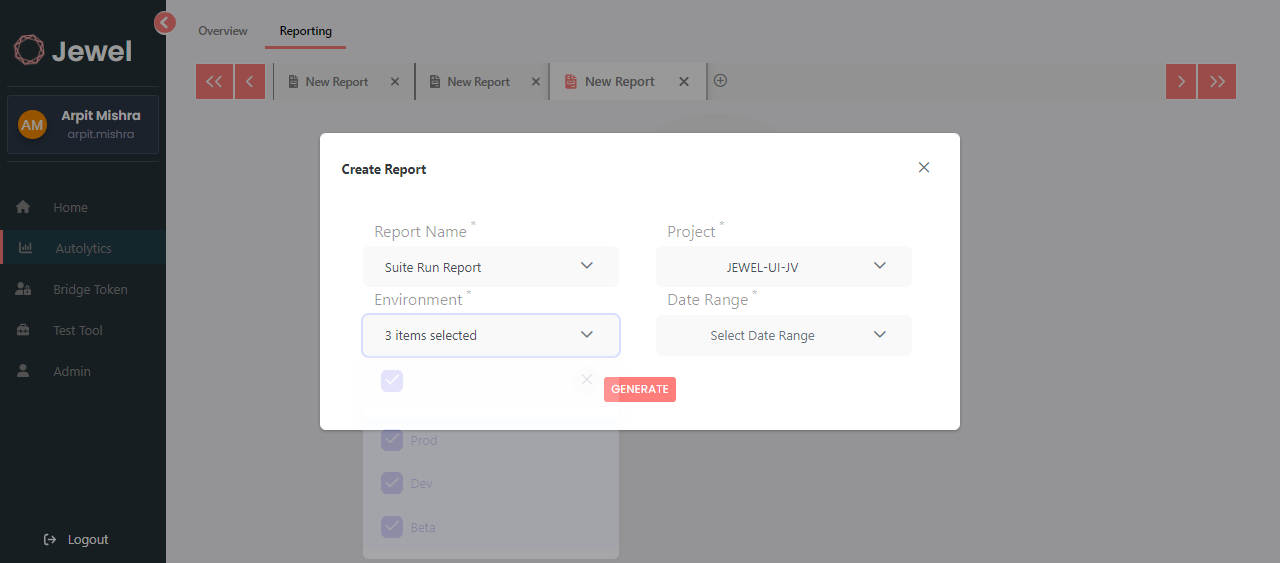 Jewel
AM
Arpit Mishra
arpit.mishra
Home
Autolytics
Bridge Token
Test Tool
Admin
Logout
Overview
Reporting
New Report
New Report
New Report
Create Report
Report Name *
Project *
Suite Run Report
JEWEL-UI-JV
Environment *
Date Range *
3 items selected
Select Date Range
GENERATE
Prod
Dev
Beta